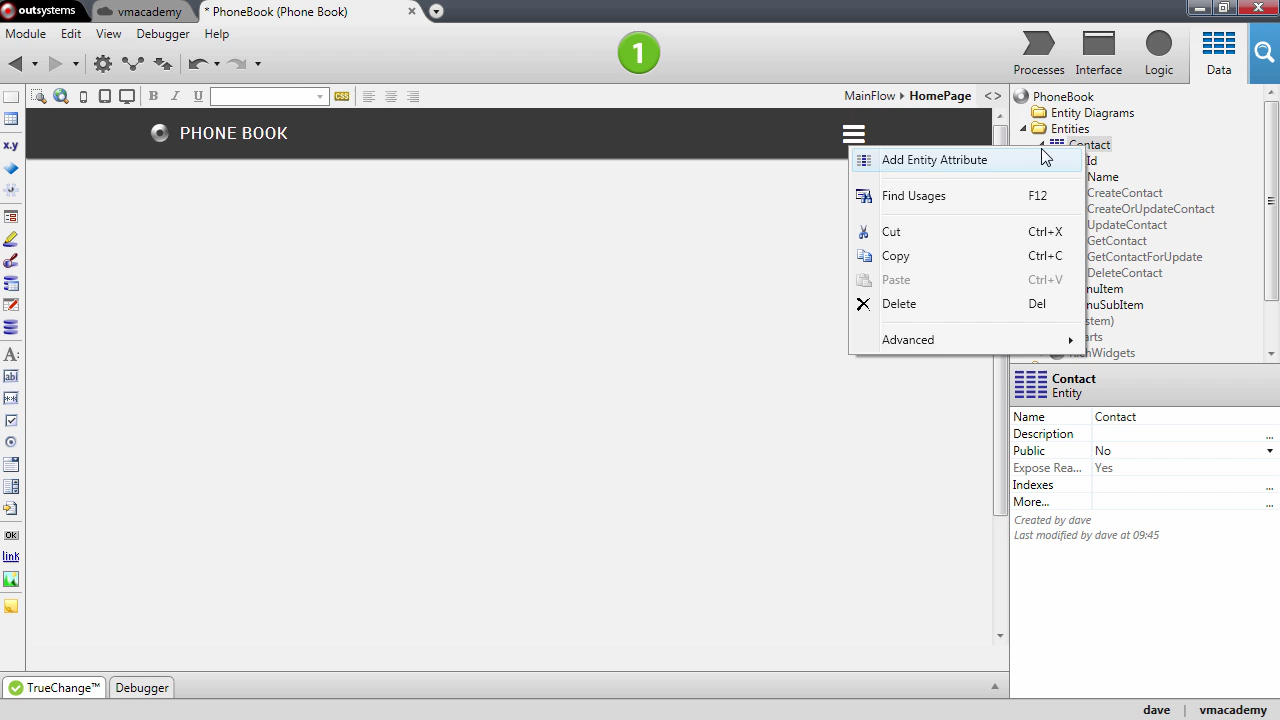 outsystems
vmacademy
* PhoneBook (Phone Book)
Module Edit View Debugger Help
1
Processes Interface Logic Data
B I U
CSS
MainFlow HomePage <>
PHONE BOOK
x.y
A
ab
OK
link
Add Entity Attribute
Find Usages F12
Cut Ctrl+X
Copy Ctrl+C
Paste Ctrl+V
Delete Del
Advanced
PhoneBook
Entity Diagrams
Entities
Contact
Id
Name
CreateContact
CreateOrUpdateContact
UpdateContact
GetContact
GetContactForUpdate
DeleteContact
nuItem
nuSubItem
stem)
arts
RichWidgets
Contact
Entity
Name Contact
Description ...
Public No
Expose Rea... Yes
Indexes ...
More... ...
Created by dave
Last modified by dave at 09:45
TrueChange™ Debugger
dave | vmacademy